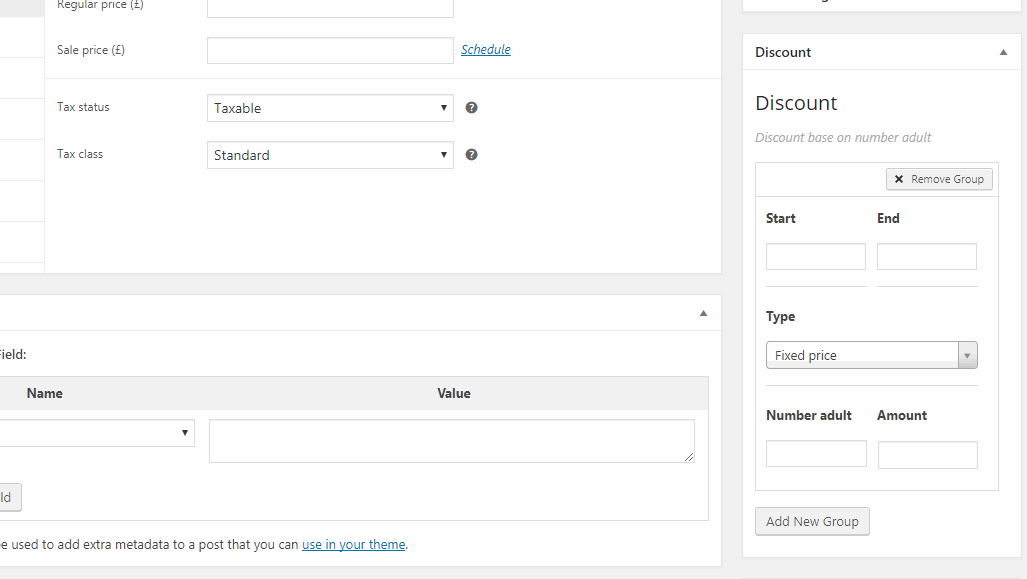 Regular price (£)
Sale price (£)
Schedule
Tax status
Taxable
Tax class
Standard
Name
Value
be used to add extra metadata to a post that you can use in your theme.
Discount
Discount
Discount base on number adult
Remove Group
Start
End
Type
Fixed price
Number adult
Amount
Add New Group